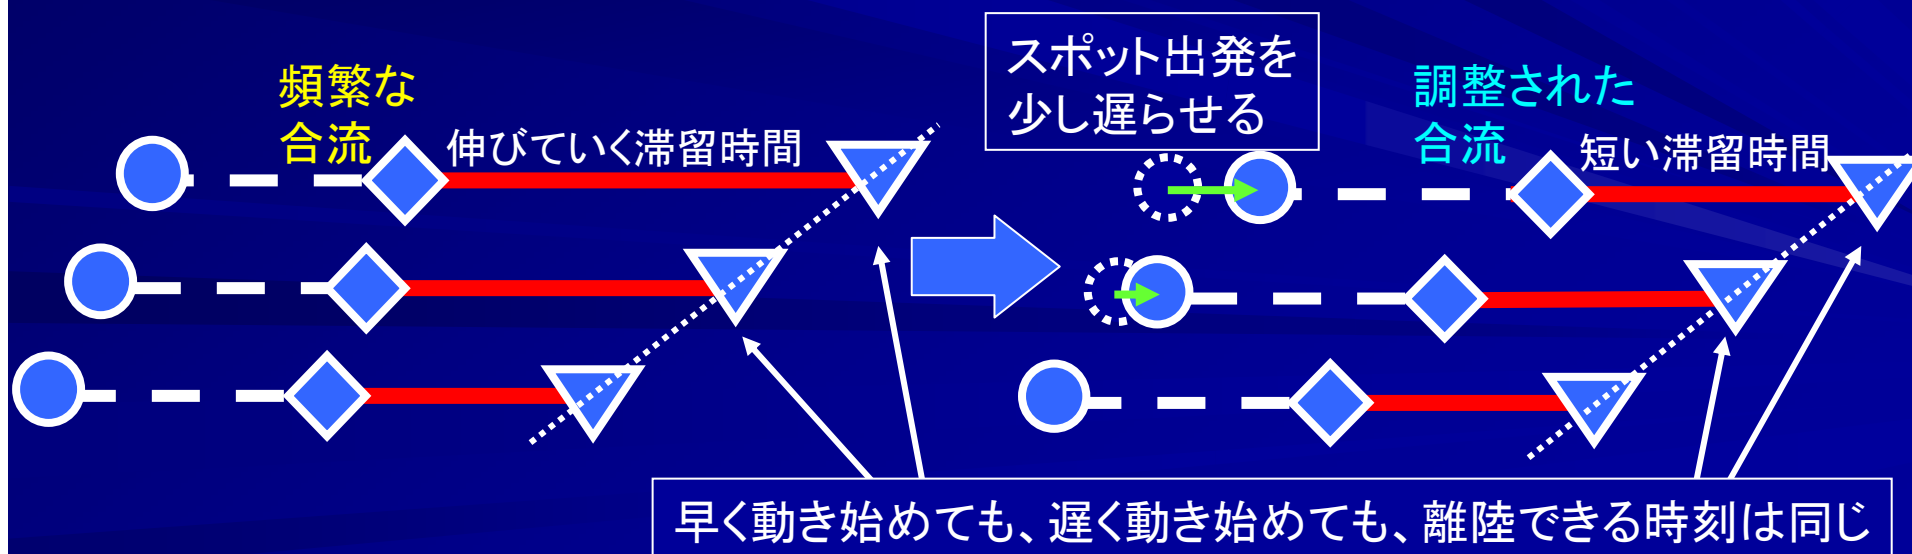 頻繁な
合流
伸びていく滞留時間
スポット出発を
少し遅らせる
調整された
合流
短い滞留時間
早く動き始めても、遅く動き始めても、離陸できる時刻は同じ